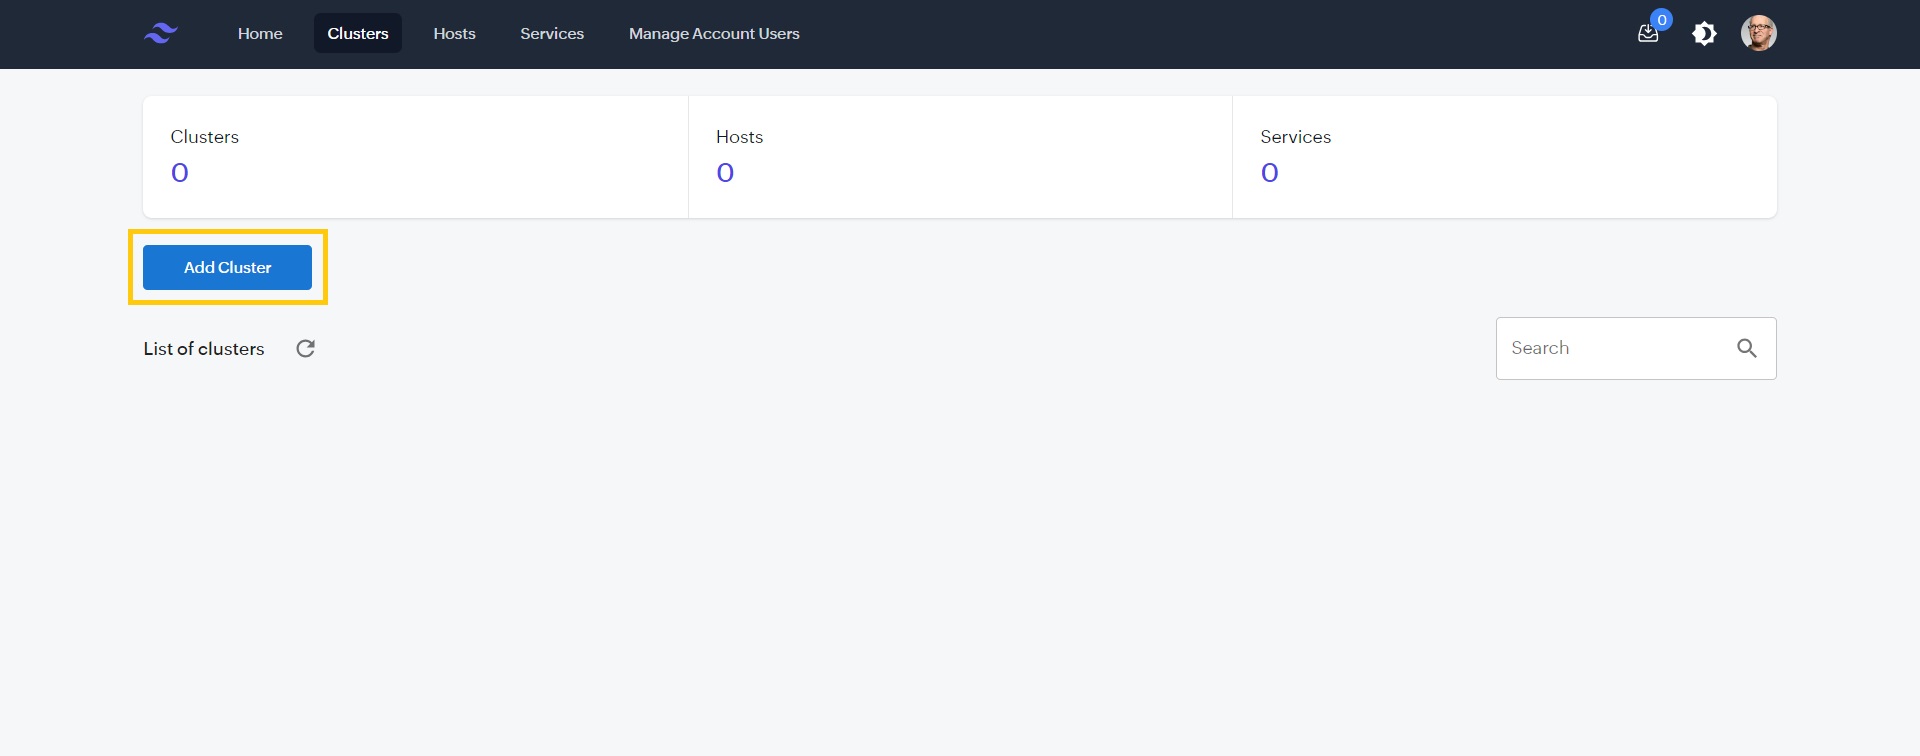 Home Clusters Hosts Services Manage Account Users 0
Clusters Hosts Services
0 0 0
Add Cluster
List of clusters Search